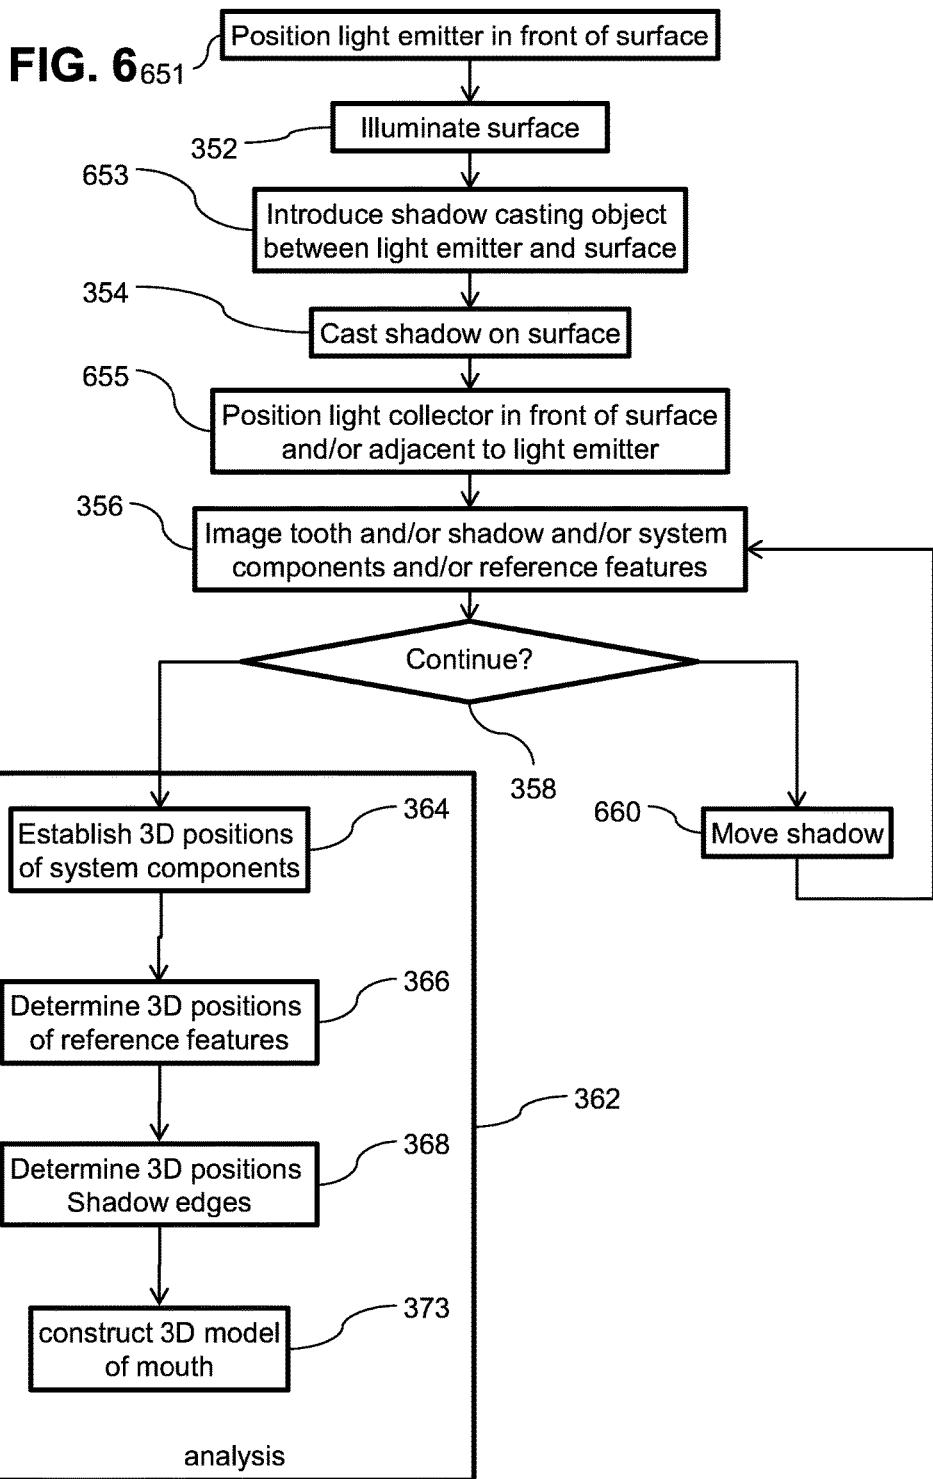 FIG. 6
651
Position light emitter in front of surface
352
Illuminate surface
653
Introduce shadow casting object
between light emitter and surface
354
Cast shadow on surface
655
Position light collector in front of surface
and/or adjacent to light emitter
356
Image tooth and/or shadow and/or system
components and/or reference features
Continue?
358
364
Establish 3D positions
of system components
660
Move shadow
366
Determine 3D positions
of reference features
362
368
Determine 3D positions
Shadow edges
373
construct 3D model
of mouth
analysis